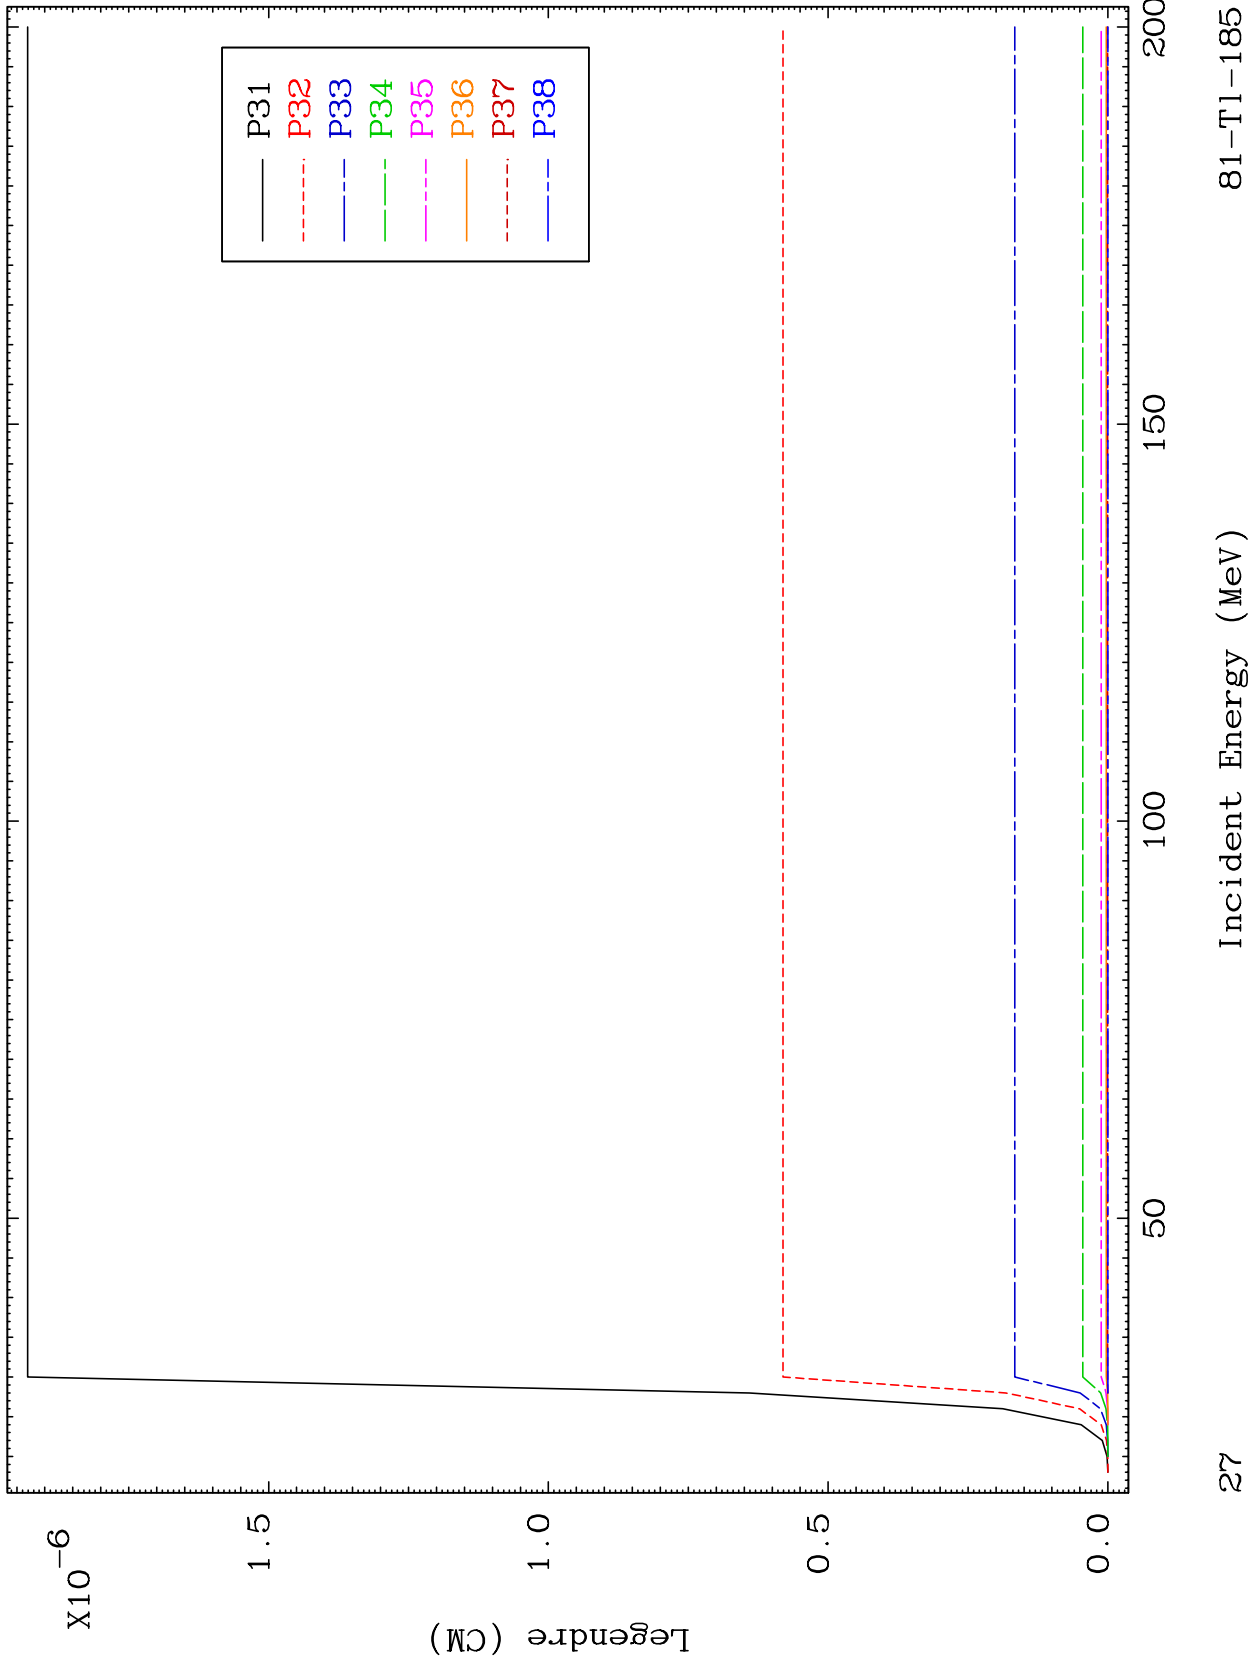 X10^-6
Legendre (CM)
1.5
1.0
0.5
0.0
P31
P32
P33
P34
P35
P36
P37
P38
50
100
150
200
Incident Energy (MeV)
27
81-Tl-185